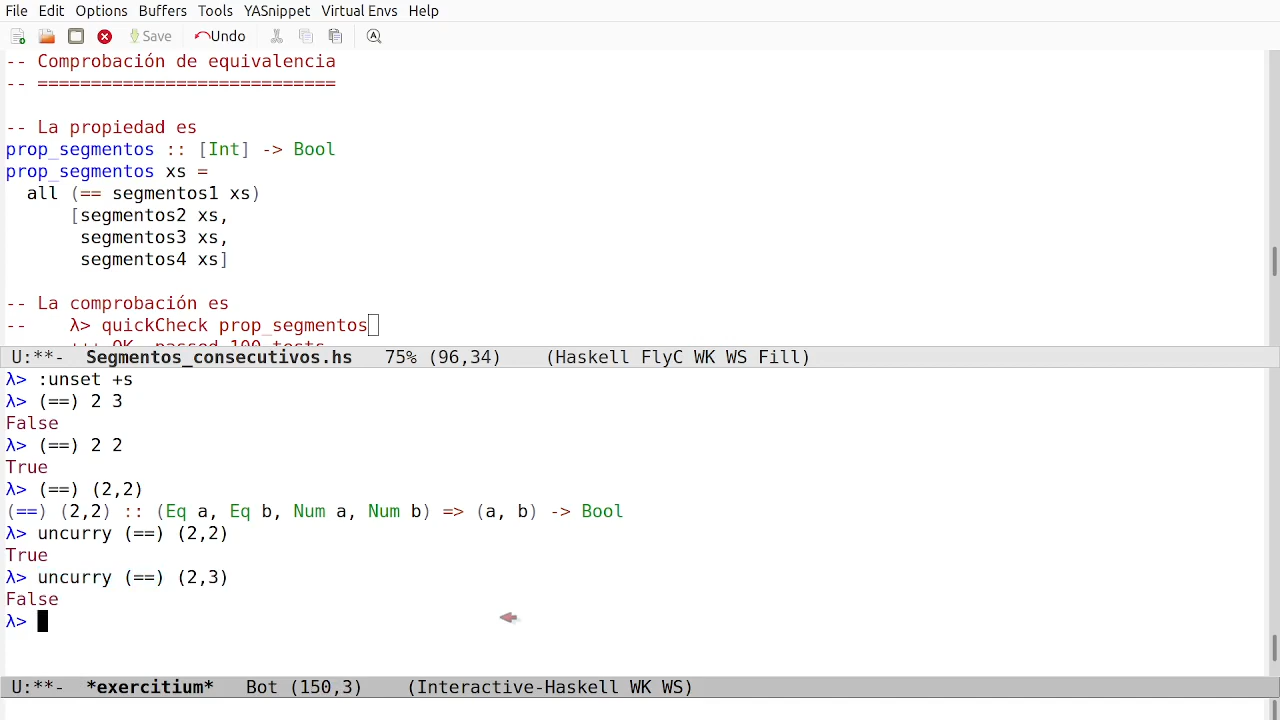 File Edit Options Buffers Tools YASnippet Virtual Envs Help
Save Undo
-- Comprobación de equivalencia
-- ============================
-- La propiedad es
prop_segmentos :: [Int] -> Bool
prop_segmentos xs =
all (== segmentos1 xs)
[segmentos2 xs,
segmentos3 xs,
segmentos4 xs]
-- La comprobación es
-- λ> quickCheck prop_segmentos
-- +++ OK, passed 100 tests.
U:**- Segmentos_consecutivos.hs 75% (96,34) (Haskell FlyC WK WS Fill)
λ> :unset +s
λ> (==) 2 3
False
λ> (==) 2 2
True
λ> (==) (2,2)
(==) (2,2) :: (Eq a, Eq b, Num a, Num b) => (a, b) -> Bool
λ> uncurry (==) (2,2)
True
λ> uncurry (==) (2,3)
False
λ>
U:**- *exercitium* Bot (150,3) (Interactive-Haskell WK WS)